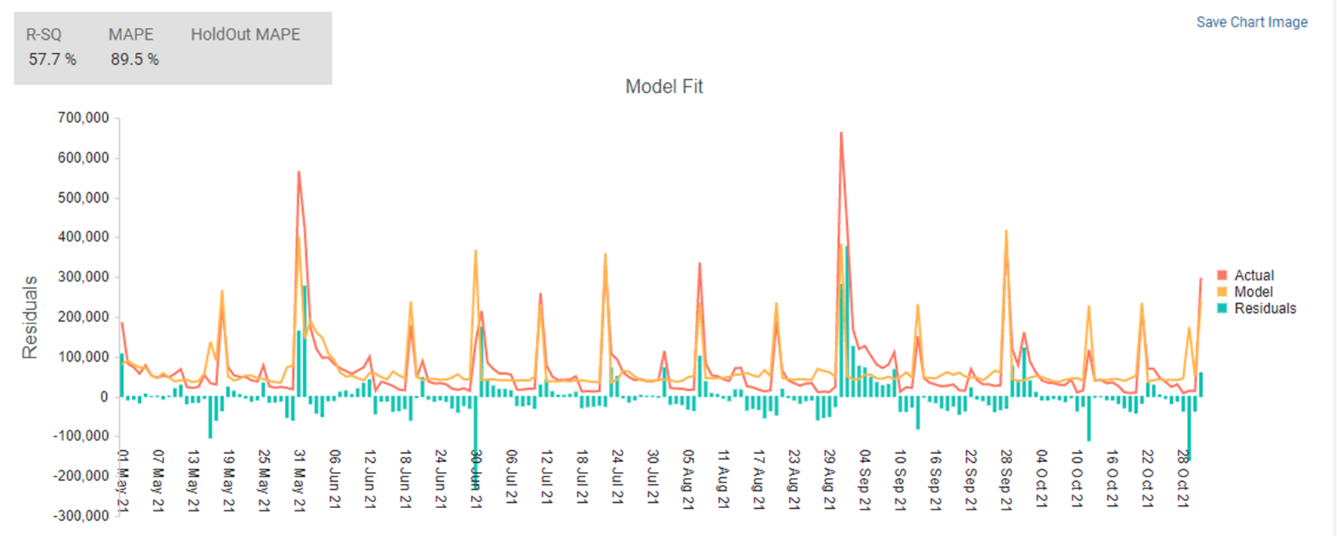 Save Chart Image
R-SQ MAPE HoldOut MAPE
57.7 % 89.5 %
Model Fit
700,000
600,000
500,000
400,000
300,000
200,000
100,000
0
-100,000
-200,000
-300,000
Residuals
01 May 21
07 May 21
13 May 21
19 May 21
25 May 21
31 May 21
06 Jun 21
12 Jun 21
18 Jun 21
24 Jun 21
30 Jun 21
06 Jul 21
12 Jul 21
18 Jul 21
24 Jul 21
30 Jul 21
05 Aug 21
11 Aug 21
17 Aug 21
23 Aug 21
29 Aug 21
04 Sep 21
10 Sep 21
16 Sep 21
22 Sep 21
28 Sep 21
04 Oct 21
10 Oct 21
16 Oct 21
22 Oct 21
28 Oct 21
Actual
Model
Residuals